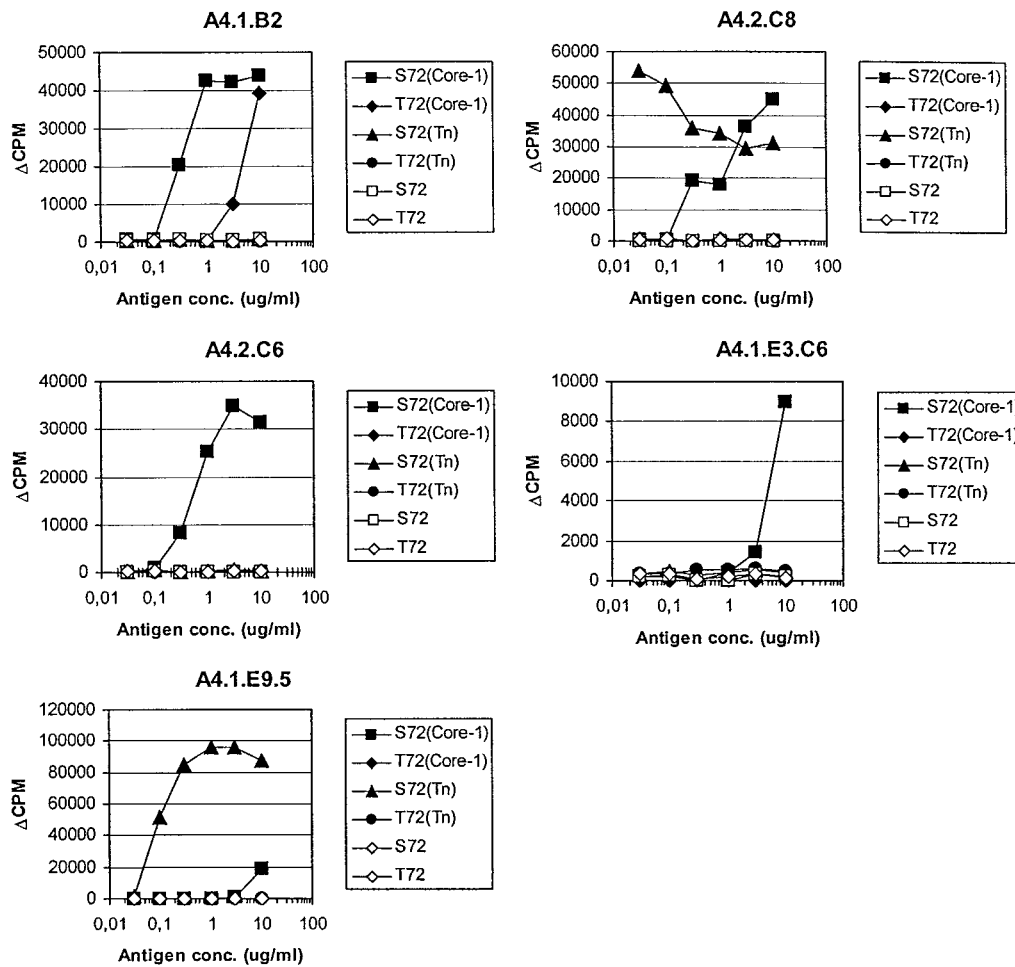 A4.1.B2
50000
40000
30000
20000
10000
0
ΔCPM
0,01 0,1 1 10 100
Antigen conc. (ug/ml)
S72(Core-1)
T72(Core-1)
S72(Tn)
T72(Tn)
S72
T72
A4.2.C8
60000
50000
40000
30000
20000
10000
0
ΔCPM
0,01 0,1 1 10 100
Antigen conc. (ug/ml)
S72(Core-1)
T72(Core-1)
S72(Tn)
T72(Tn)
S72
T72
A4.2.C6
40000
30000
20000
10000
0
ΔCPM
0,01 0,1 1 10 100
Antigen conc. (ug/ml)
S72(Core-1)
T72(Core-1)
S72(Tn)
T72(Tn)
S72
T72
A4.1.E3.C6
10000
8000
6000
4000
2000
0
ΔCPM
0,01 0,1 1 10 100
Antigen conc. (ug/ml)
S72(Core-1)
T72(Core-1)
S72(Tn)
T72(Tn)
S72
T72
A4.1.E9.5
120000
100000
80000
60000
40000
20000
0
ΔCPM
0,01 0,1 1 10 100
Antigen conc. (ug/ml)
S72(Core-1)
T72(Core-1)
S72(Tn)
T72(Tn)
S72
T72